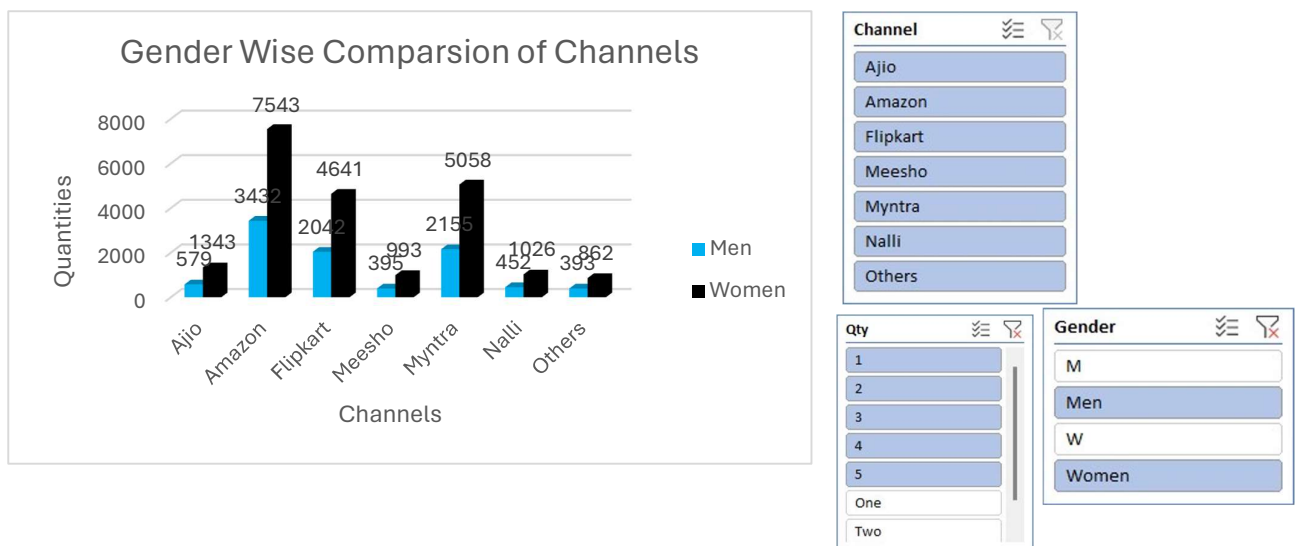 Gender Wise Comparsion of Channels
Quantities
8000
6000
4000
2000
0
579
1343
3432
7543
2042
4641
395
993
2155
5058
452
1026
393
862
Ajio
Amazon
Flipkart
Meesho
Myntra
Nalli
Others
Channels
Men
Women
Channel
Ajio
Amazon
Flipkart
Meesho
Myntra
Nalli
Others
Qty
1
2
3
4
5
One
Two
Gender
M
Men
W
Women